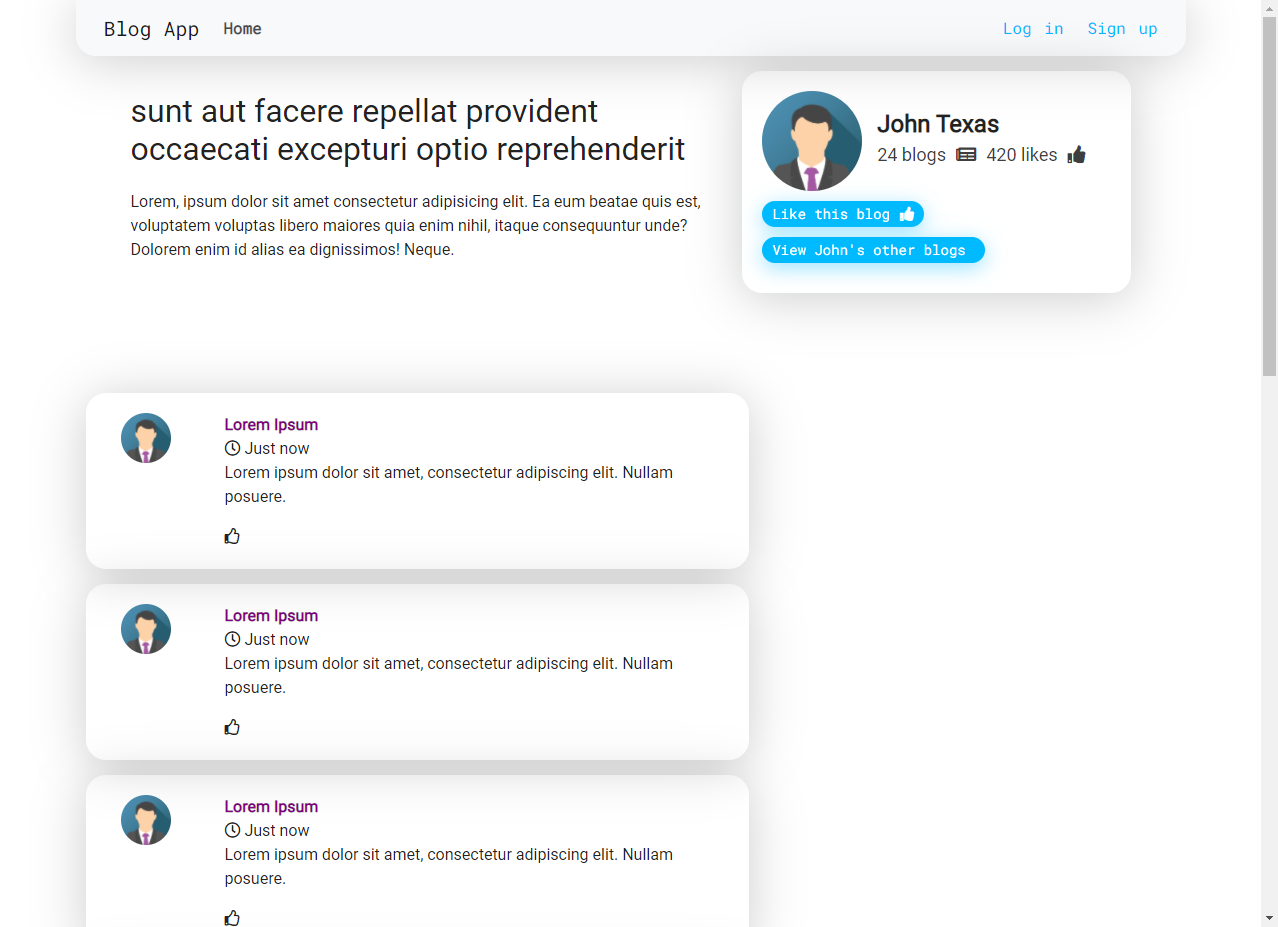 Blog App Home Log in Sign up
sunt aut facere repellat provident
occaecati excepturi optio reprehenderit
Lorem, ipsum dolor sit amet consectetur adipisicing elit. Ea eum beatae quis est,
voluptatem voluptas libero maiores quia enim nihil, itaque consequuntur unde?
Dolorem enim id alias ea dignissimos! Neque.
John Texas
24 blogs 420 likes
Like this blog
View John's other blogs
Lorem Ipsum
Just now
Lorem ipsum dolor sit amet, consectetur adipiscing elit. Nullam
posuere.
Lorem Ipsum
Just now
Lorem ipsum dolor sit amet, consectetur adipiscing elit. Nullam
posuere.
Lorem Ipsum
Just now
Lorem ipsum dolor sit amet, consectetur adipiscing elit. Nullam
posuere.